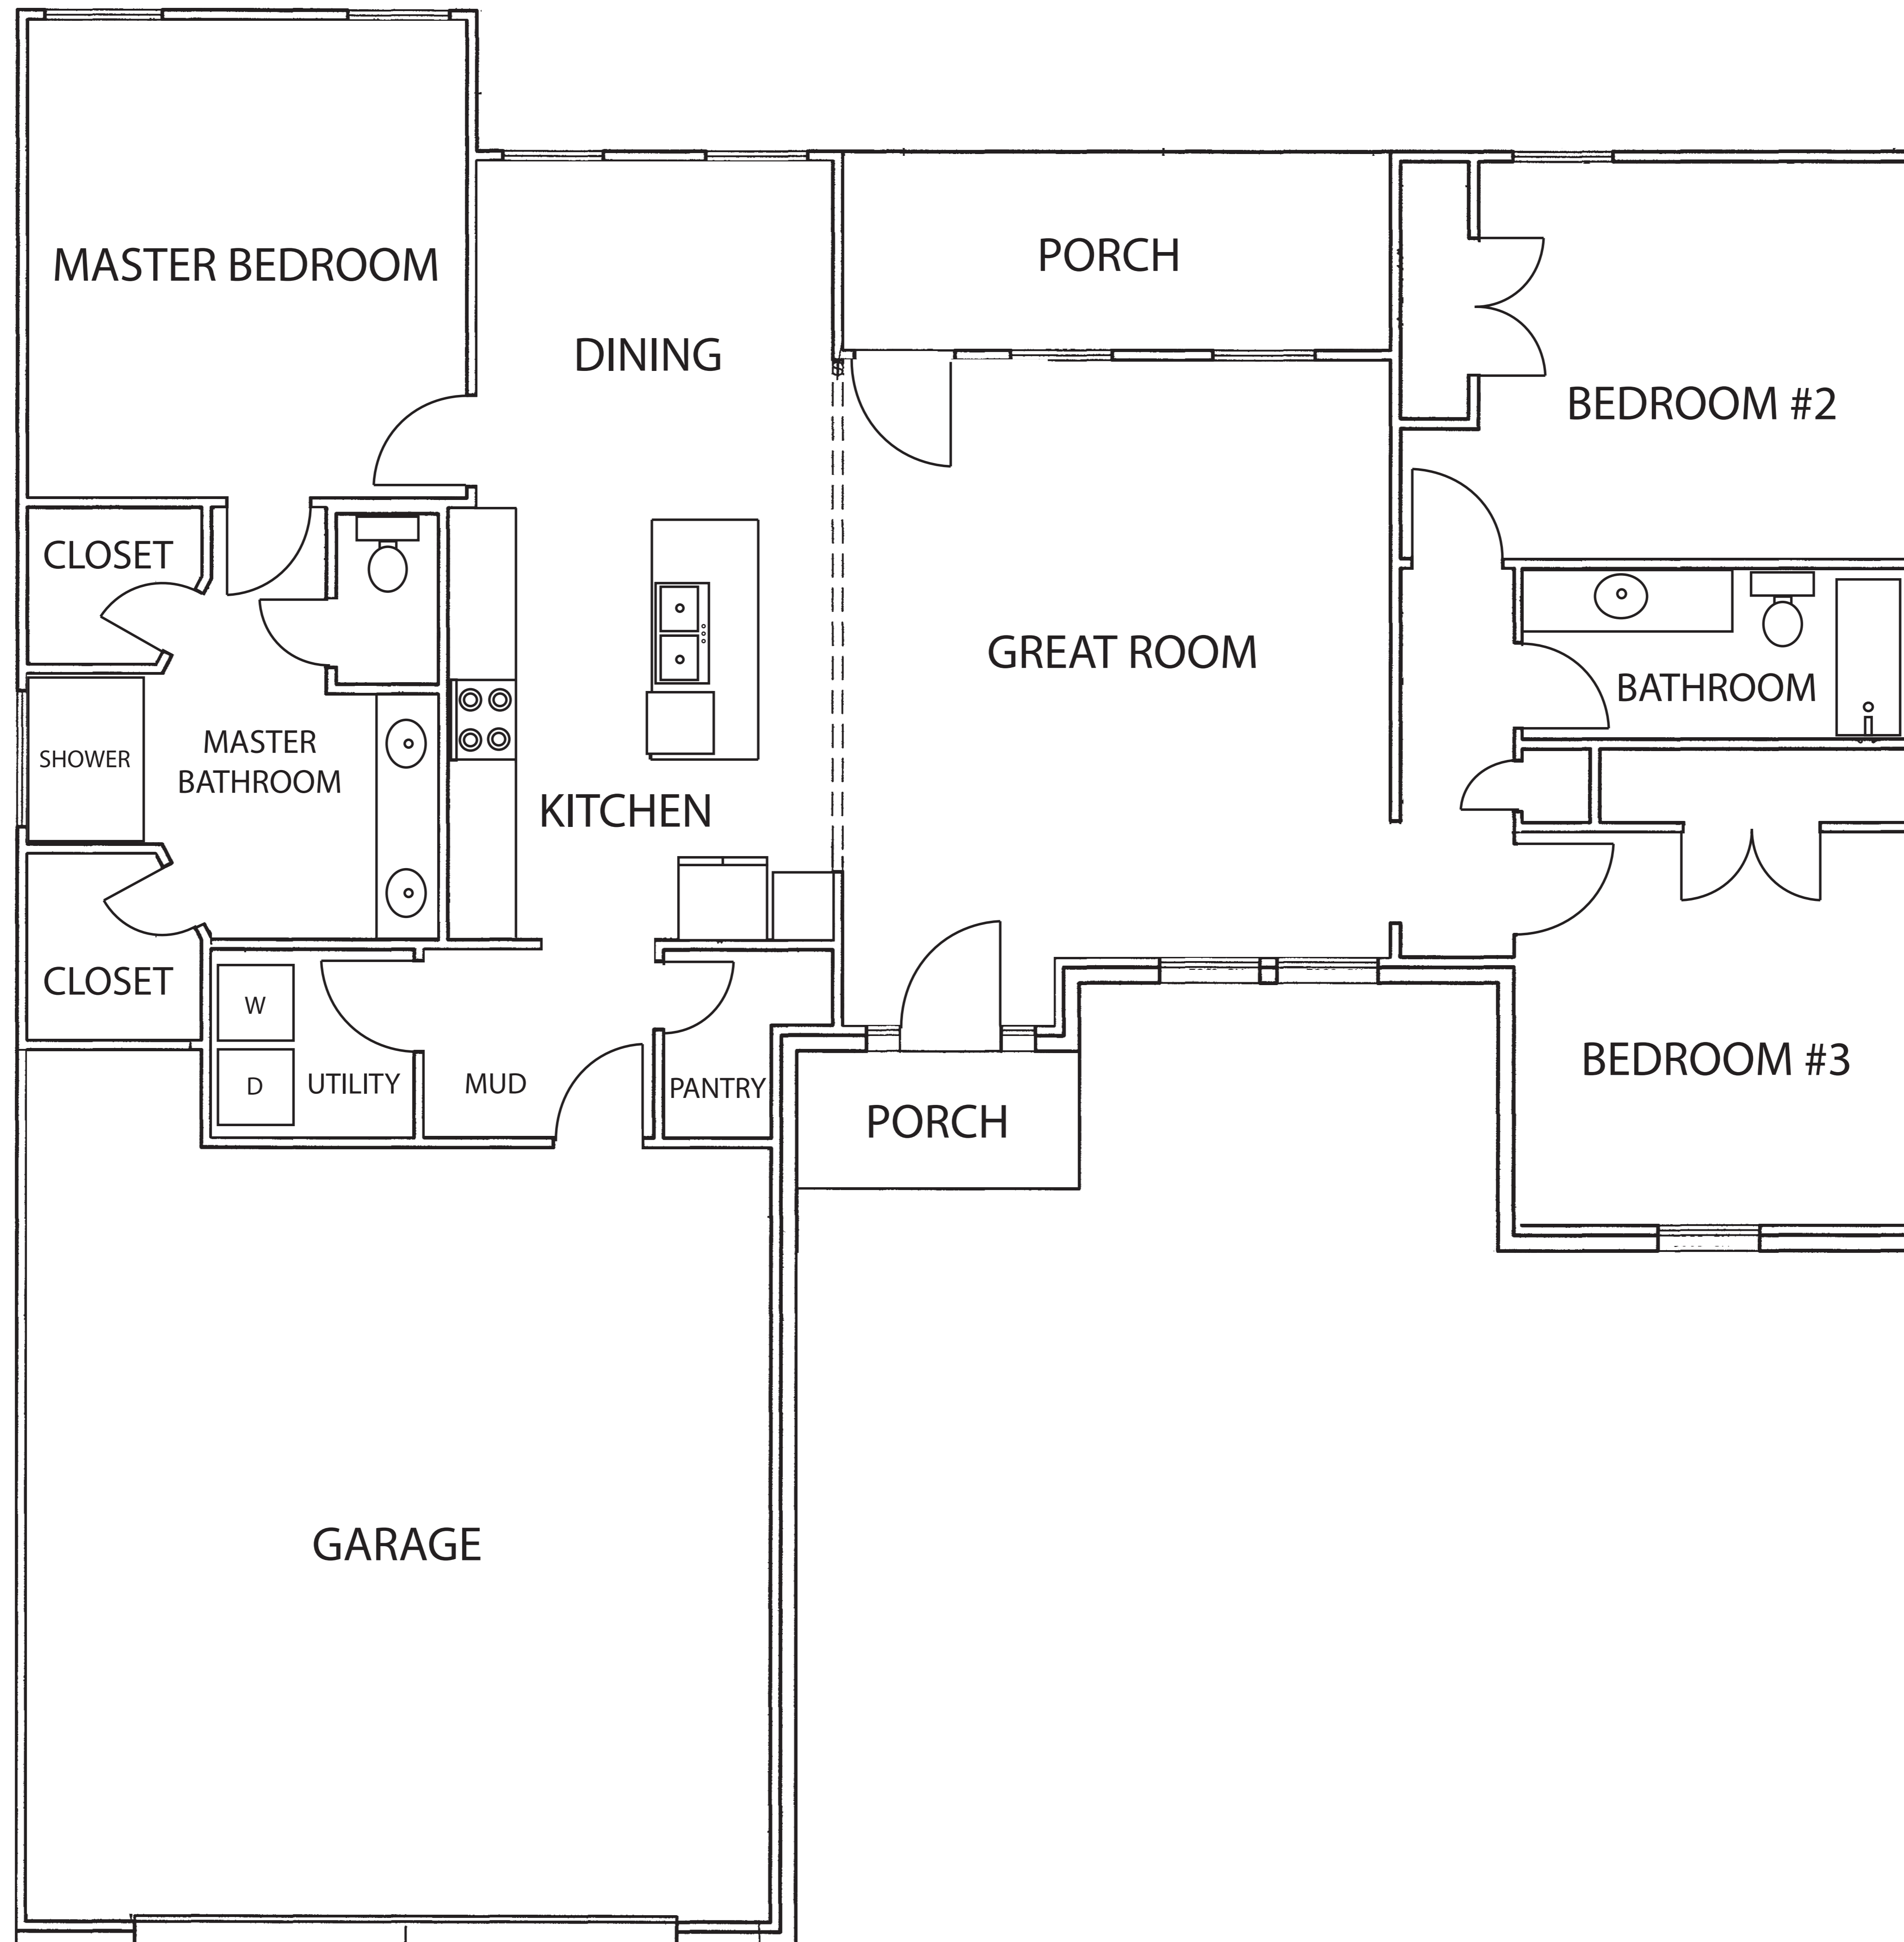 MASTER BEDROOM
PORCH
DINING
BEDROOM #2
CLOSET
GREAT ROOM
BATHROOM
SHOWER
MASTER
BATHROOM
KITCHEN
CLOSET
W
D
UTILITY
MUD
PANTRY
PORCH
BEDROOM #3
GARAGE